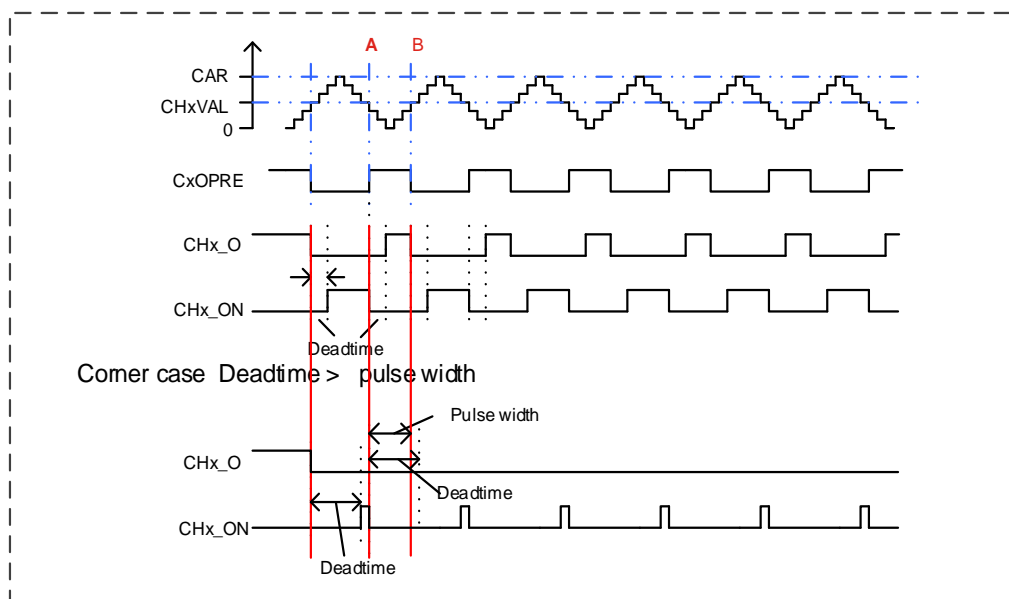 A B
CAR
CHxVAL
0
CxOPRE
CHx_O
CHx_ON
Deadtime
Corner case Deadtime > pulse width
Pulse width
CHx_O
Deadtime
CHx_ON
Deadtime